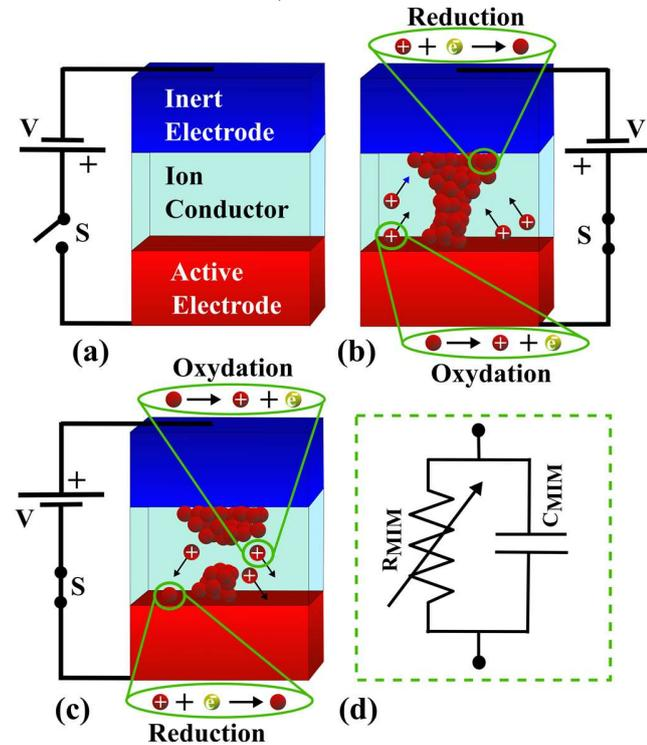 Reduction
+ + e → 
V
+
S
Inert
Electrode
Ion
Conductor
Active
Electrode
(a)
V
+
S
+
+
+
+
(b)
→ + + e
Oxydation
Oxydation
→ + + e
+
V
S
+
+
+
(c)
+ + e →
Reduction
R_MIM
C_MIM
(d)